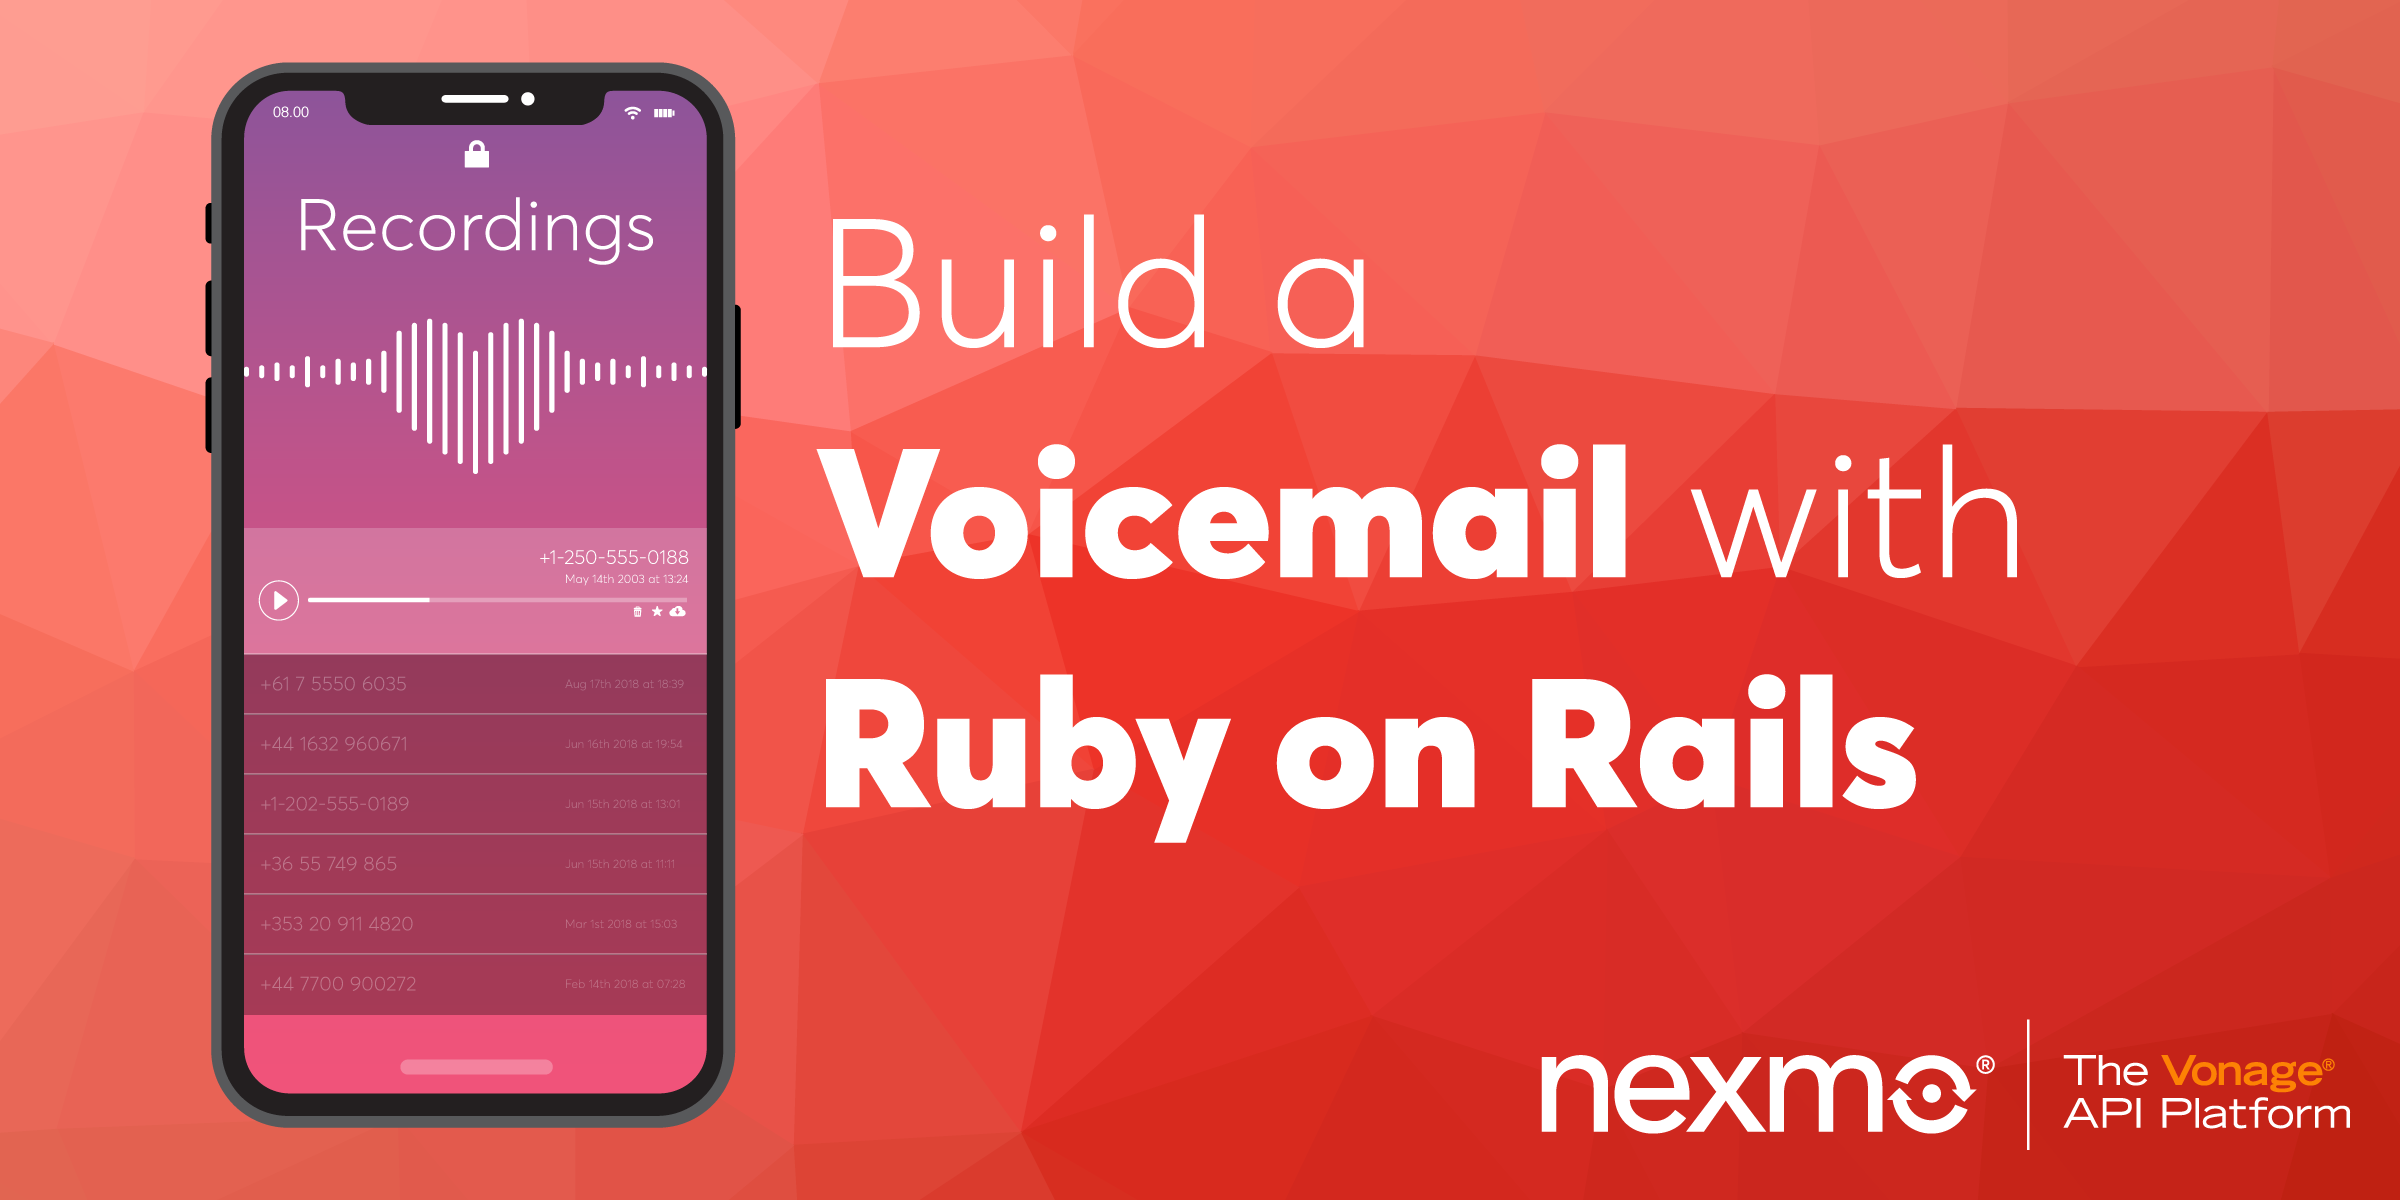 08.00
Recordings
+1-250-555-0188
May 14th 2003 at 13:24
+61 7 5550 6035 Aug 17th 2018 at 18:39
+44 1632 960671 Jun 16th 2018 at 19:54
+1-202-555-0189 Jun 15th 2018 at 13:01
+36 55 749 865 Jun 15th 2018 at 11:11
+353 20 911 4820 Mar 1st 2018 at 15:03
+44 7700 900272 Feb 14th 2018 at 07:28
Build a
Voicemail with
Ruby on Rails
nexmo®
The Vonage®
API Platform